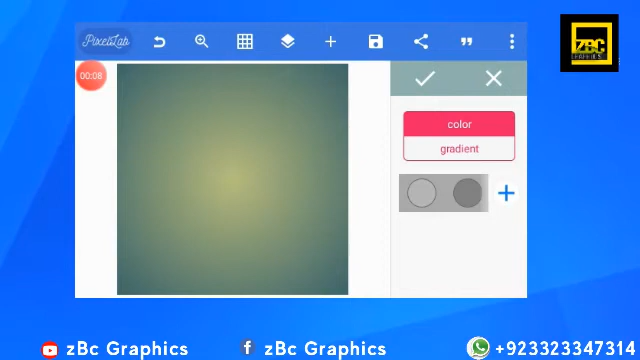 PixelLab
zBC
GRAPHICS
00:08
color
gradient
zBc Graphics
zBc Graphics
+923323347314